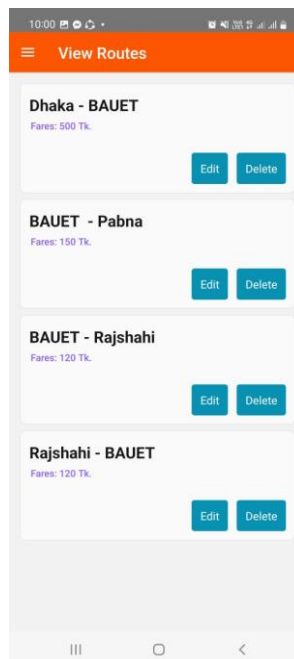 10:00
View Routes
Dhaka - BAUET
Fares: 500 Tk.
Edit Delete
BAUET - Pabna
Fares: 150 Tk.
Edit Delete
BAUET - Rajshahi
Fares: 120 Tk.
Edit Delete
Rajshahi - BAUET
Fares: 120 Tk.
Edit Delete